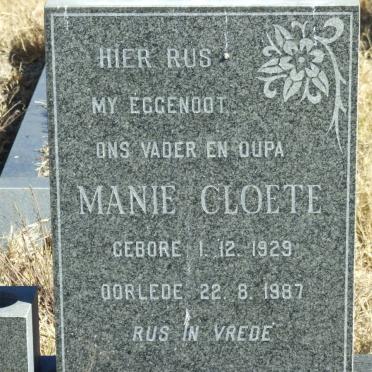 HIER RUS
MY EGGENOOT
ONS VADER EN OUPA
MANIE CLOETE
GEBORE 1. 12. 1929
OORLEDE 22. 8. 1987
RUS IN VREDE